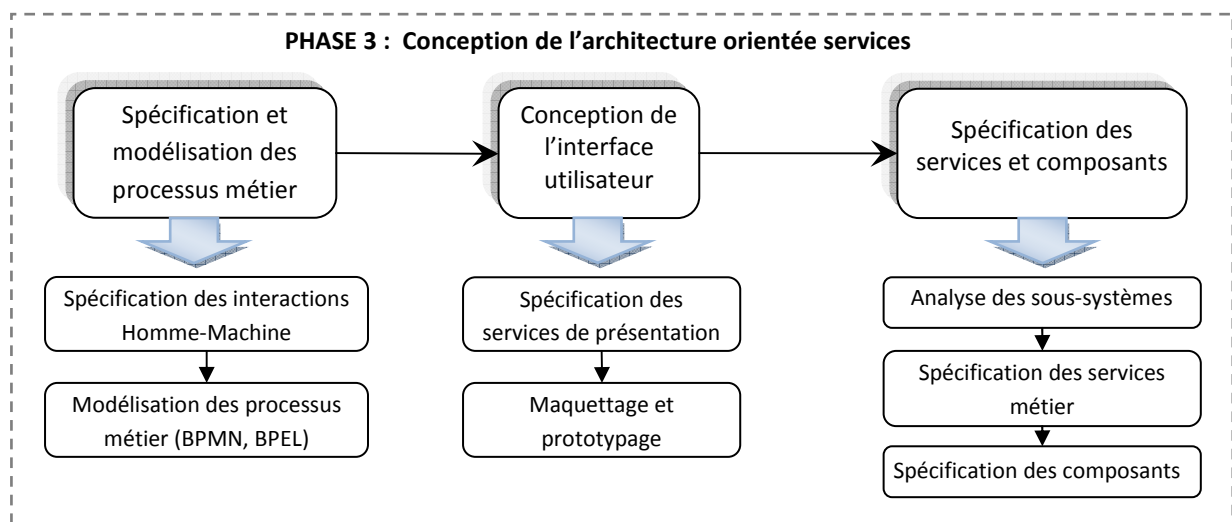 PHASE 3 : Conception de l’architecture orientée services
Spécification et
modélisation des
processus métier
Conception de
l’interface
utilisateur
Spécification des
services et composants
Spécification des interactions
Homme-Machine
Modélisation des processus
métier (BPMN, BPEL)
Spécification des
services de présentation
Maquettage et
prototypage
Analyse des sous-systèmes
Spécification des services
métier
Spécification des composants